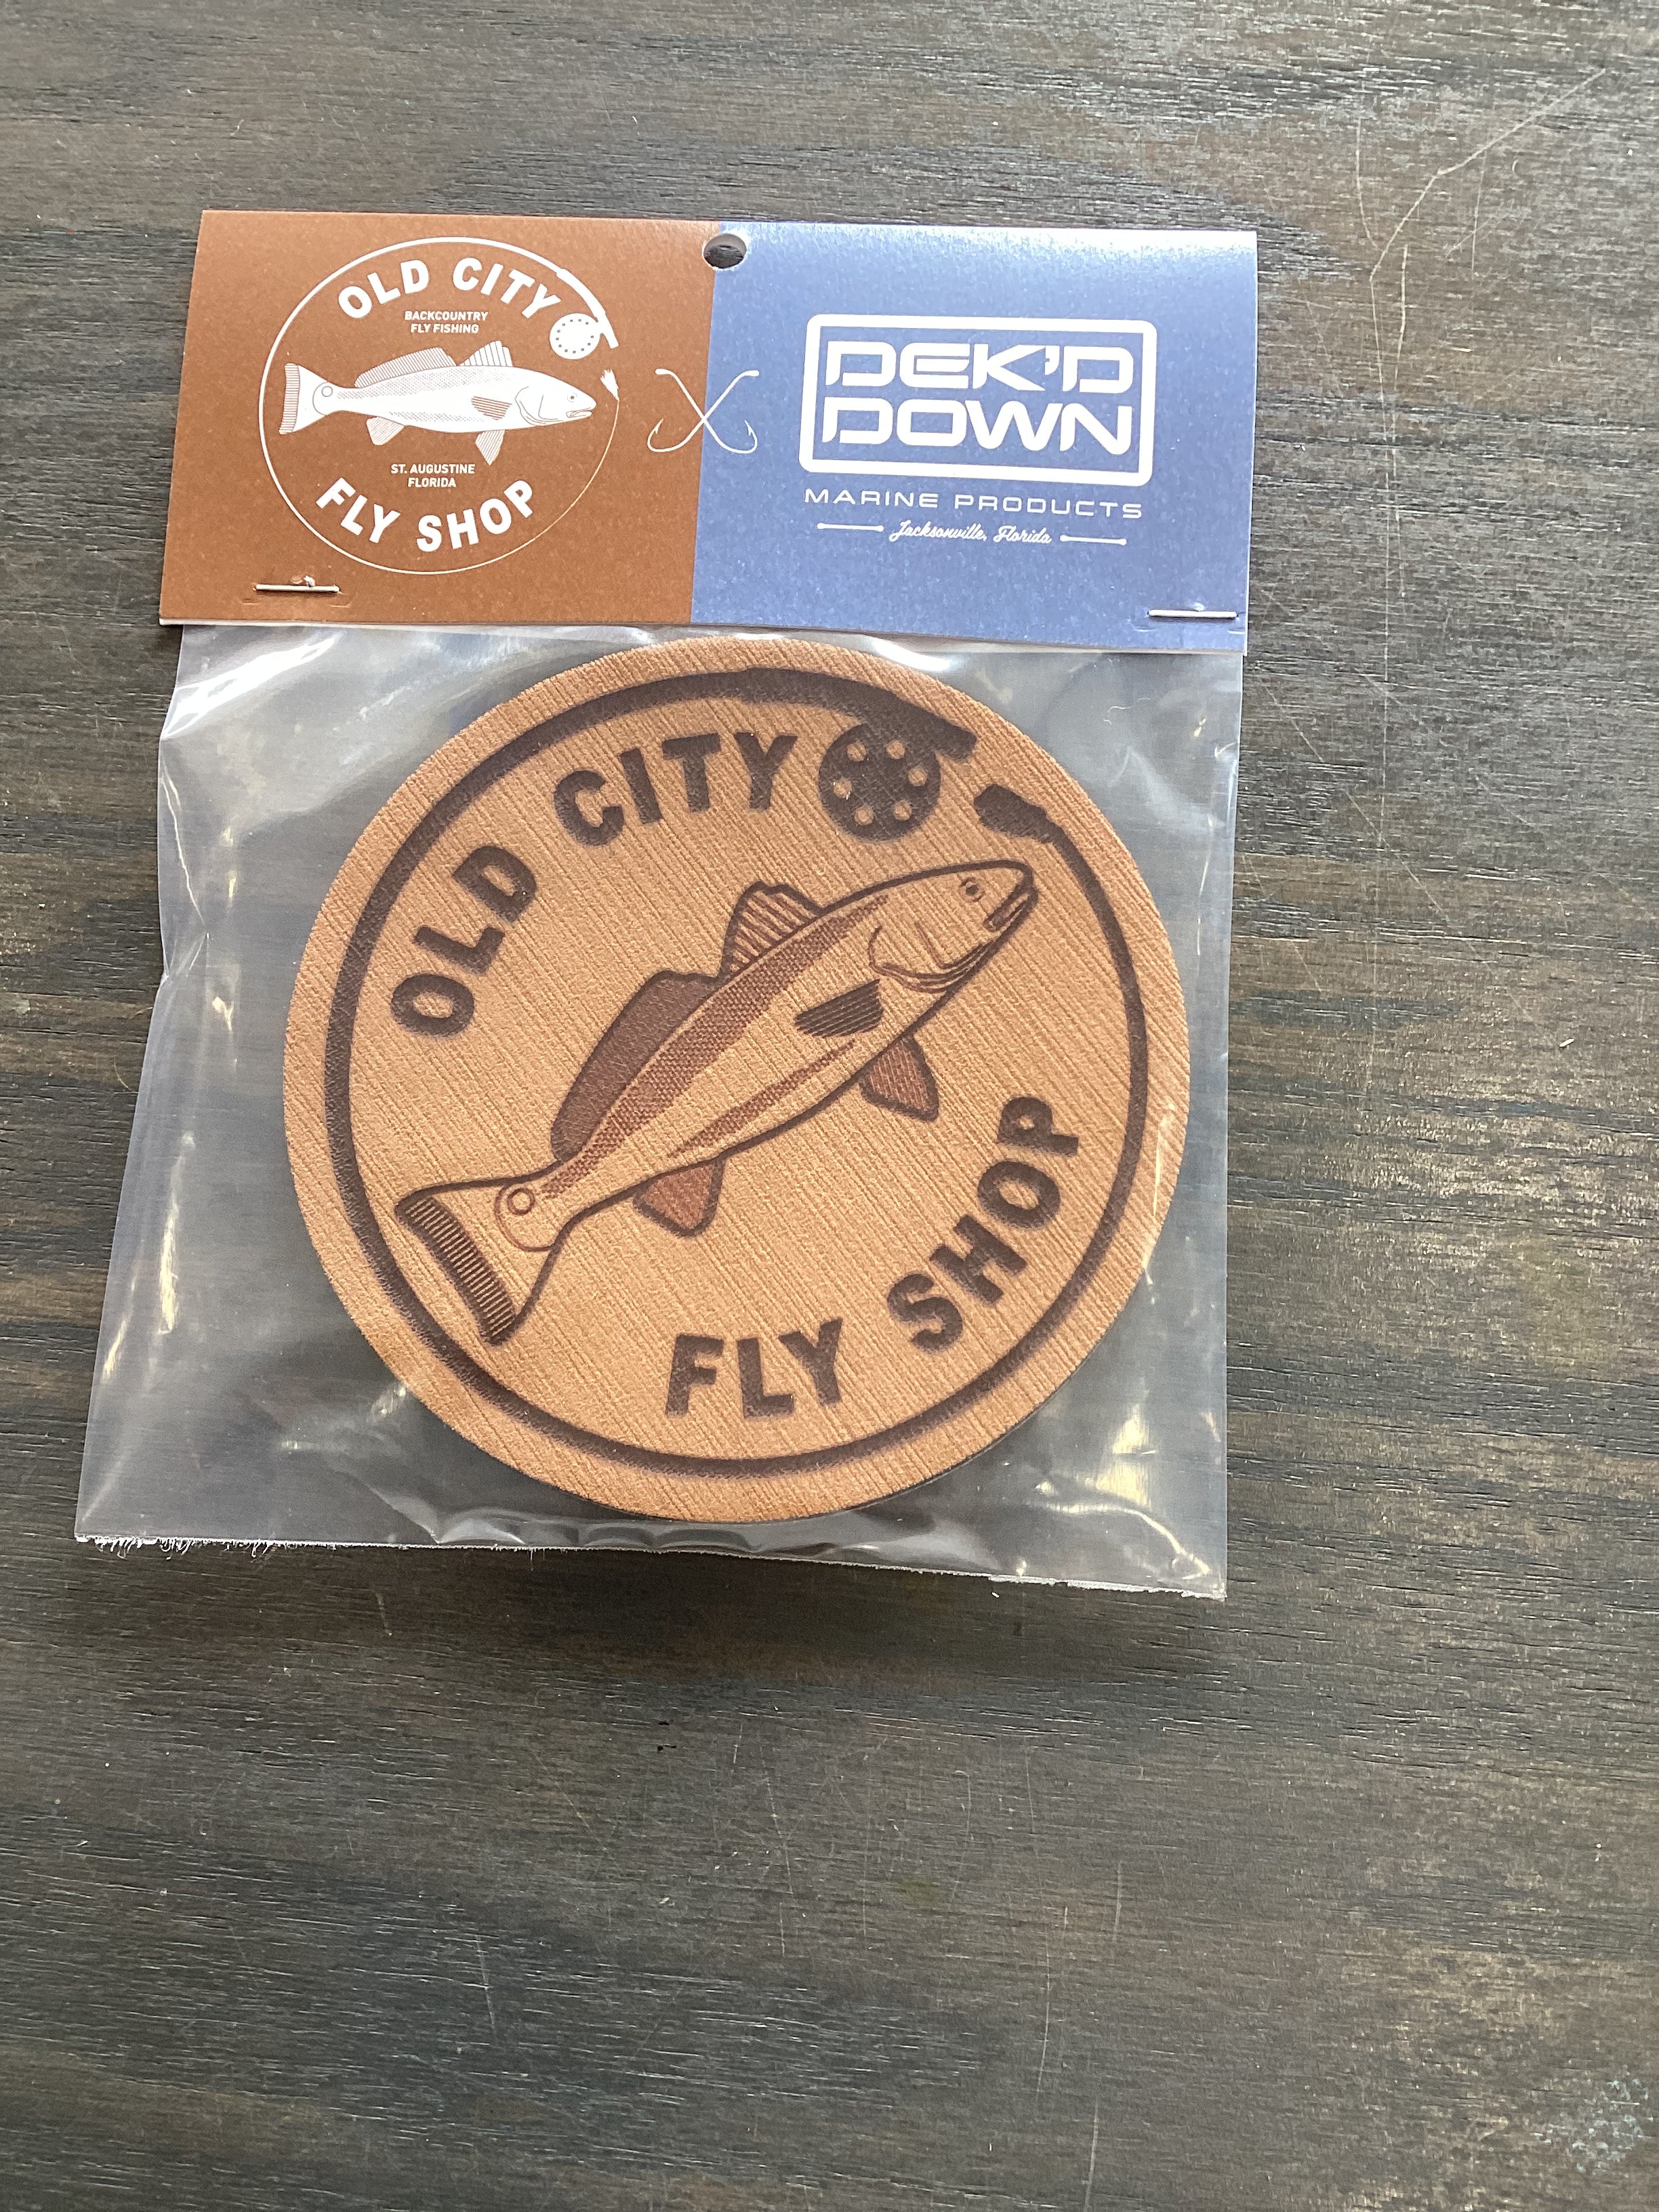 OLD CITY
BACKCOUNTRY
FLY FISHING
ST. AUGUSTINE
FLORIDA
FLY SHOP
X
DEK'D
DOWN
MARINE PRODUCTS
Jacksonville, Florida
OLD CITY
FLY SHOP